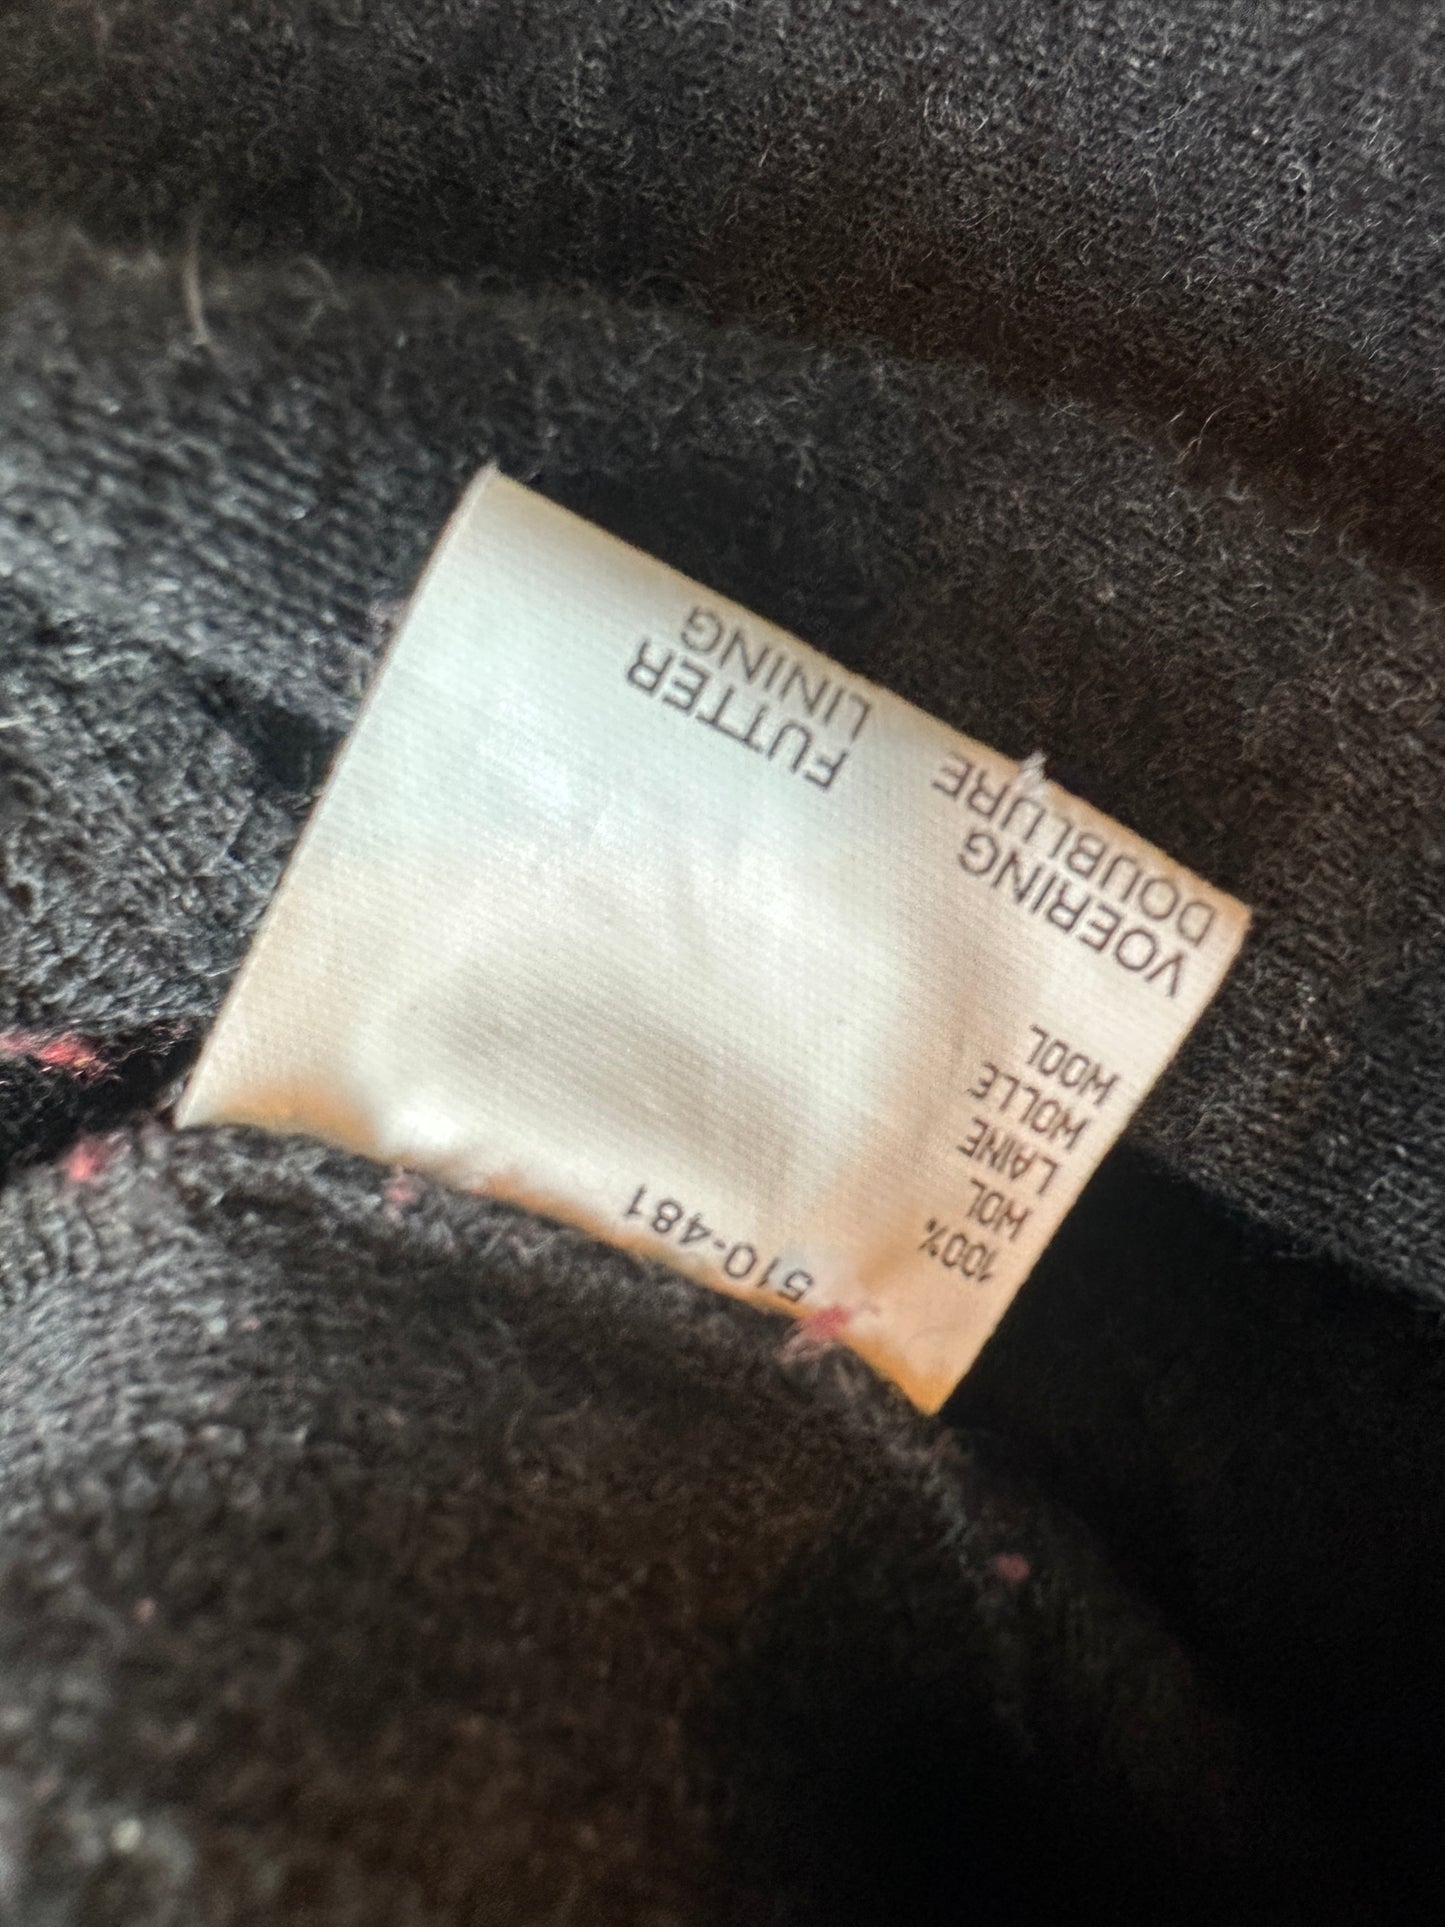 510-481
100%
WOL
LAINE
WOLLE
WOOL
VOERING FUTTER
DOUBLURE LINING